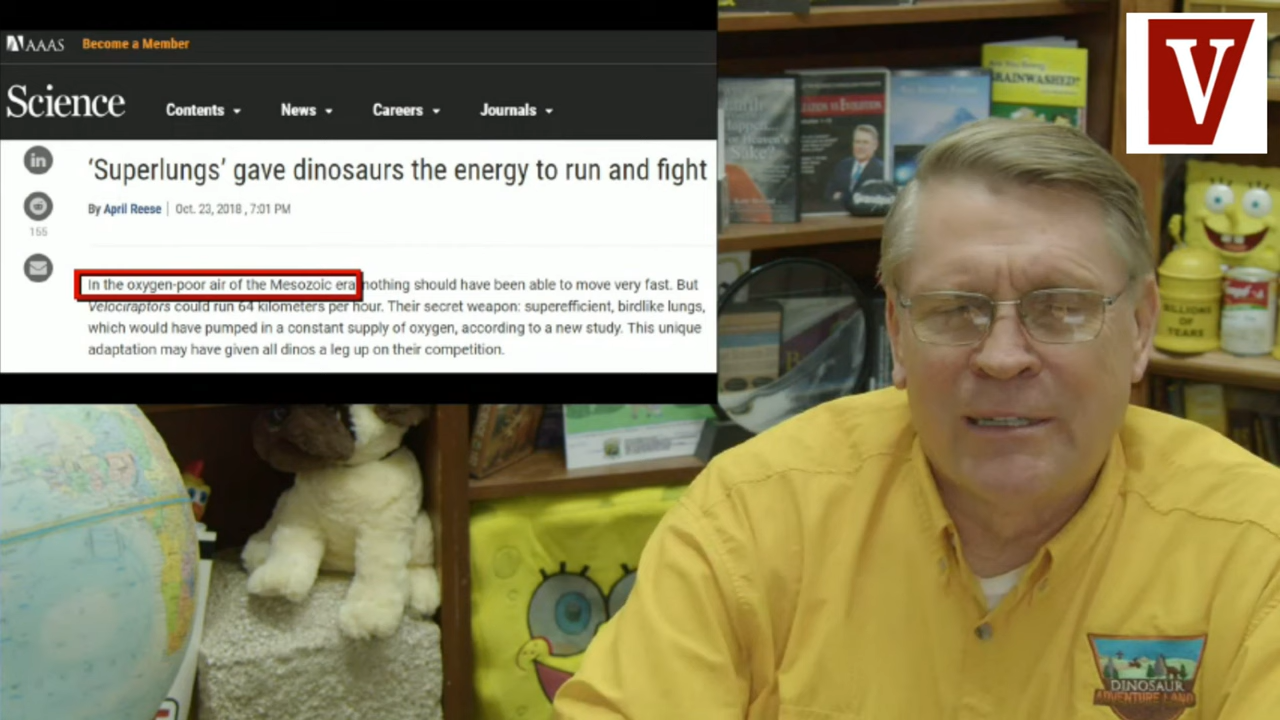 AAAS Become a Member
Science Contents News Careers Journals
'Superlungs' gave dinosaurs the energy to run and fight
By April Reese | Oct. 23, 2018 , 7:01 PM
155
In the oxygen-poor air of the Mesozoic era, nothing should have been able to move very fast. But
Velociraptors could run 64 kilometers per hour. Their secret weapon: superefficient, birdlike lungs,
which would have pumped in a constant supply of oxygen, according to a new study. This unique
adaptation may have given all dinos a leg up on their competition.
V
BRAINWASHED
BILLIONS
OF
YEARS
DINOSAUR
ADVENTURE LAND